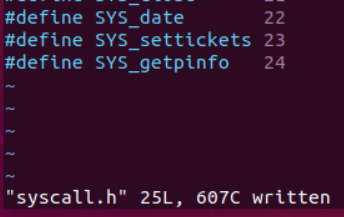 #define SYS_date 22
#define SYS_settickets 23
#define SYS_getpinfo 24
~
~
~
~
~
"syscall.h" 25L, 607C written